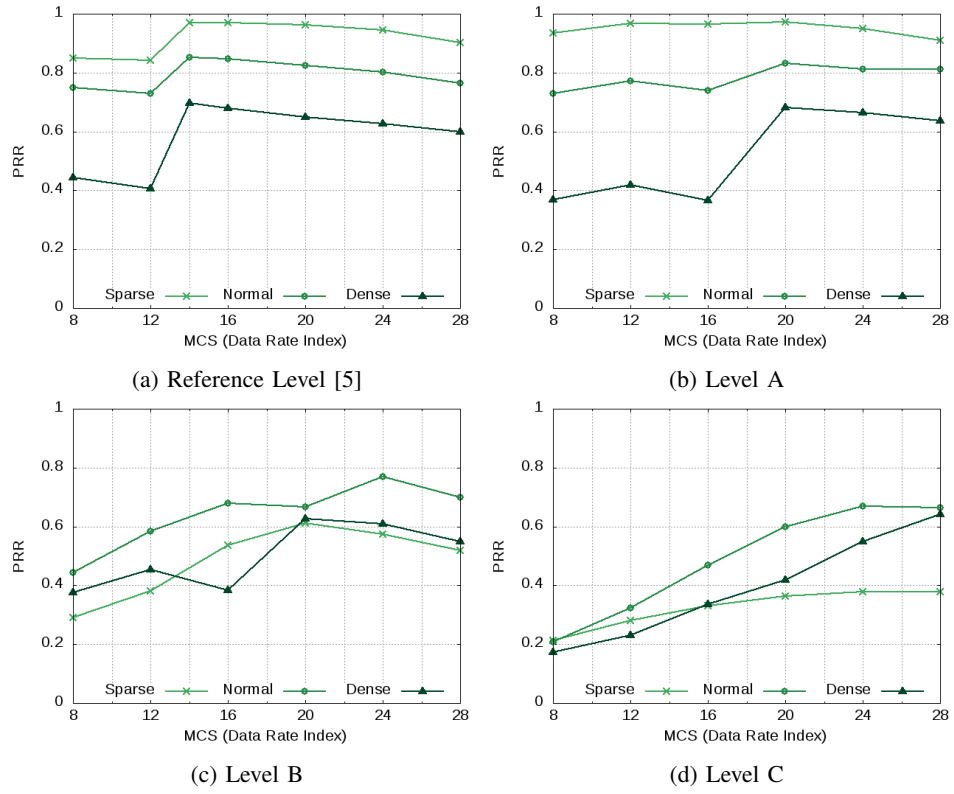 1
0.8
0.6
0.4
0.2
0
PRR
Sparse Normal Dense
8 12 16 20 24 28
MCS (Data Rate Index)
(a) Reference Level [5]
1
0.8
0.6
0.4
0.2
0
PRR
Sparse Normal Dense
8 12 16 20 24 28
MCS (Data Rate Index)
(b) Level A
1
0.8
0.6
0.4
0.2
0
PRR
Sparse Normal Dense
8 12 16 20 24 28
MCS (Data Rate Index)
(c) Level B
1
0.8
0.6
0.4
0.2
0
PRR
Sparse Normal Dense
8 12 16 20 24 28
MCS (Data Rate Index)
(d) Level C